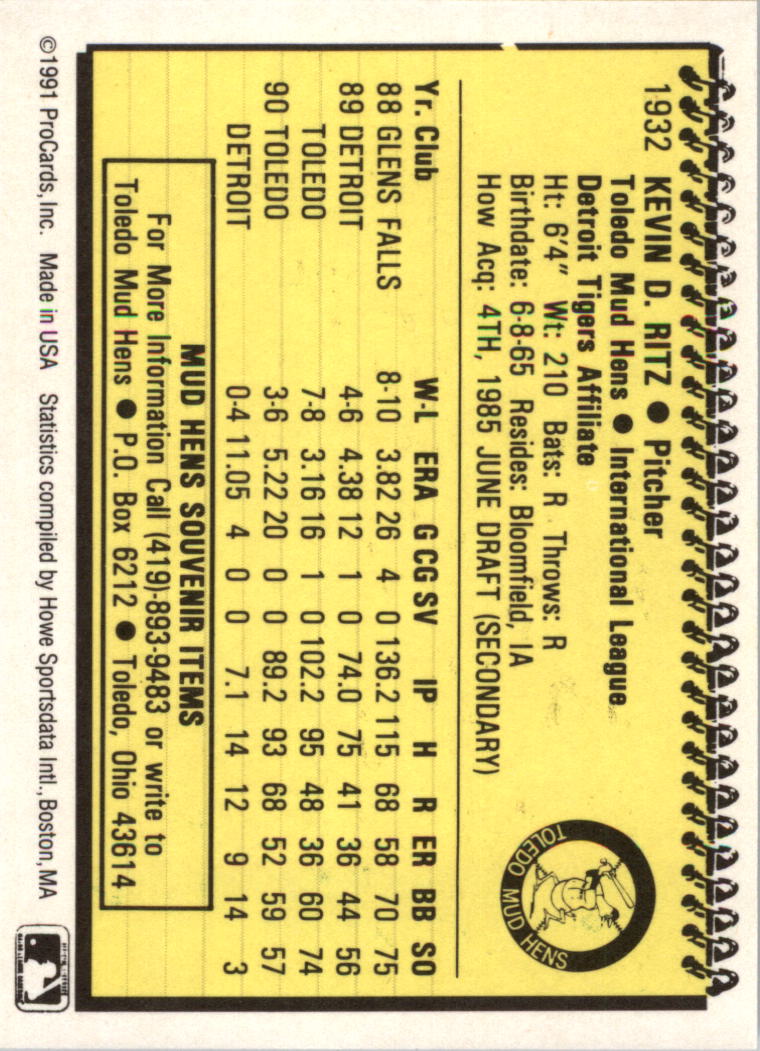 1932 KEVIN D. RITZ ● Pitcher
Toledo Mud Hens ● International League
Detroit Tigers Affiliate
Ht: 6'4" Wt: 210 Bats: R Throws: R
Birthdate: 6-8-65 Resides: Bloomfield, IA
How Acq: 4TH, 1985 JUNE DRAFT (SECONDARY)
TOLEDO MUD HENS
Yr. Club W-L ERA G CG SV IP H R ER BB SO
88 GLENS FALLS 8-10 3.82 26 4 0 136.2 115 68 58 70 75
89 DETROIT 4-6 4.38 12 1 0 74.0 75 41 36 44 56
TOLEDO 7-8 3.16 16 1 0 102.2 95 48 36 60 74
90 TOLEDO 3-6 5.22 20 0 0 89.2 93 68 52 59 57
DETROIT 0-4 11.05 4 0 0 7.1 14 12 9 14 3
MUD HENS SOUVENIR ITEMS
For More Information Call (419)-893-9483 or write to
Toledo Mud Hens ● P.O. Box 6212 ● Toledo, Ohio 43614
©1991 ProCards, Inc. Made in USA Statistics compiled by Howe Sportsdata Intl., Boston, MA